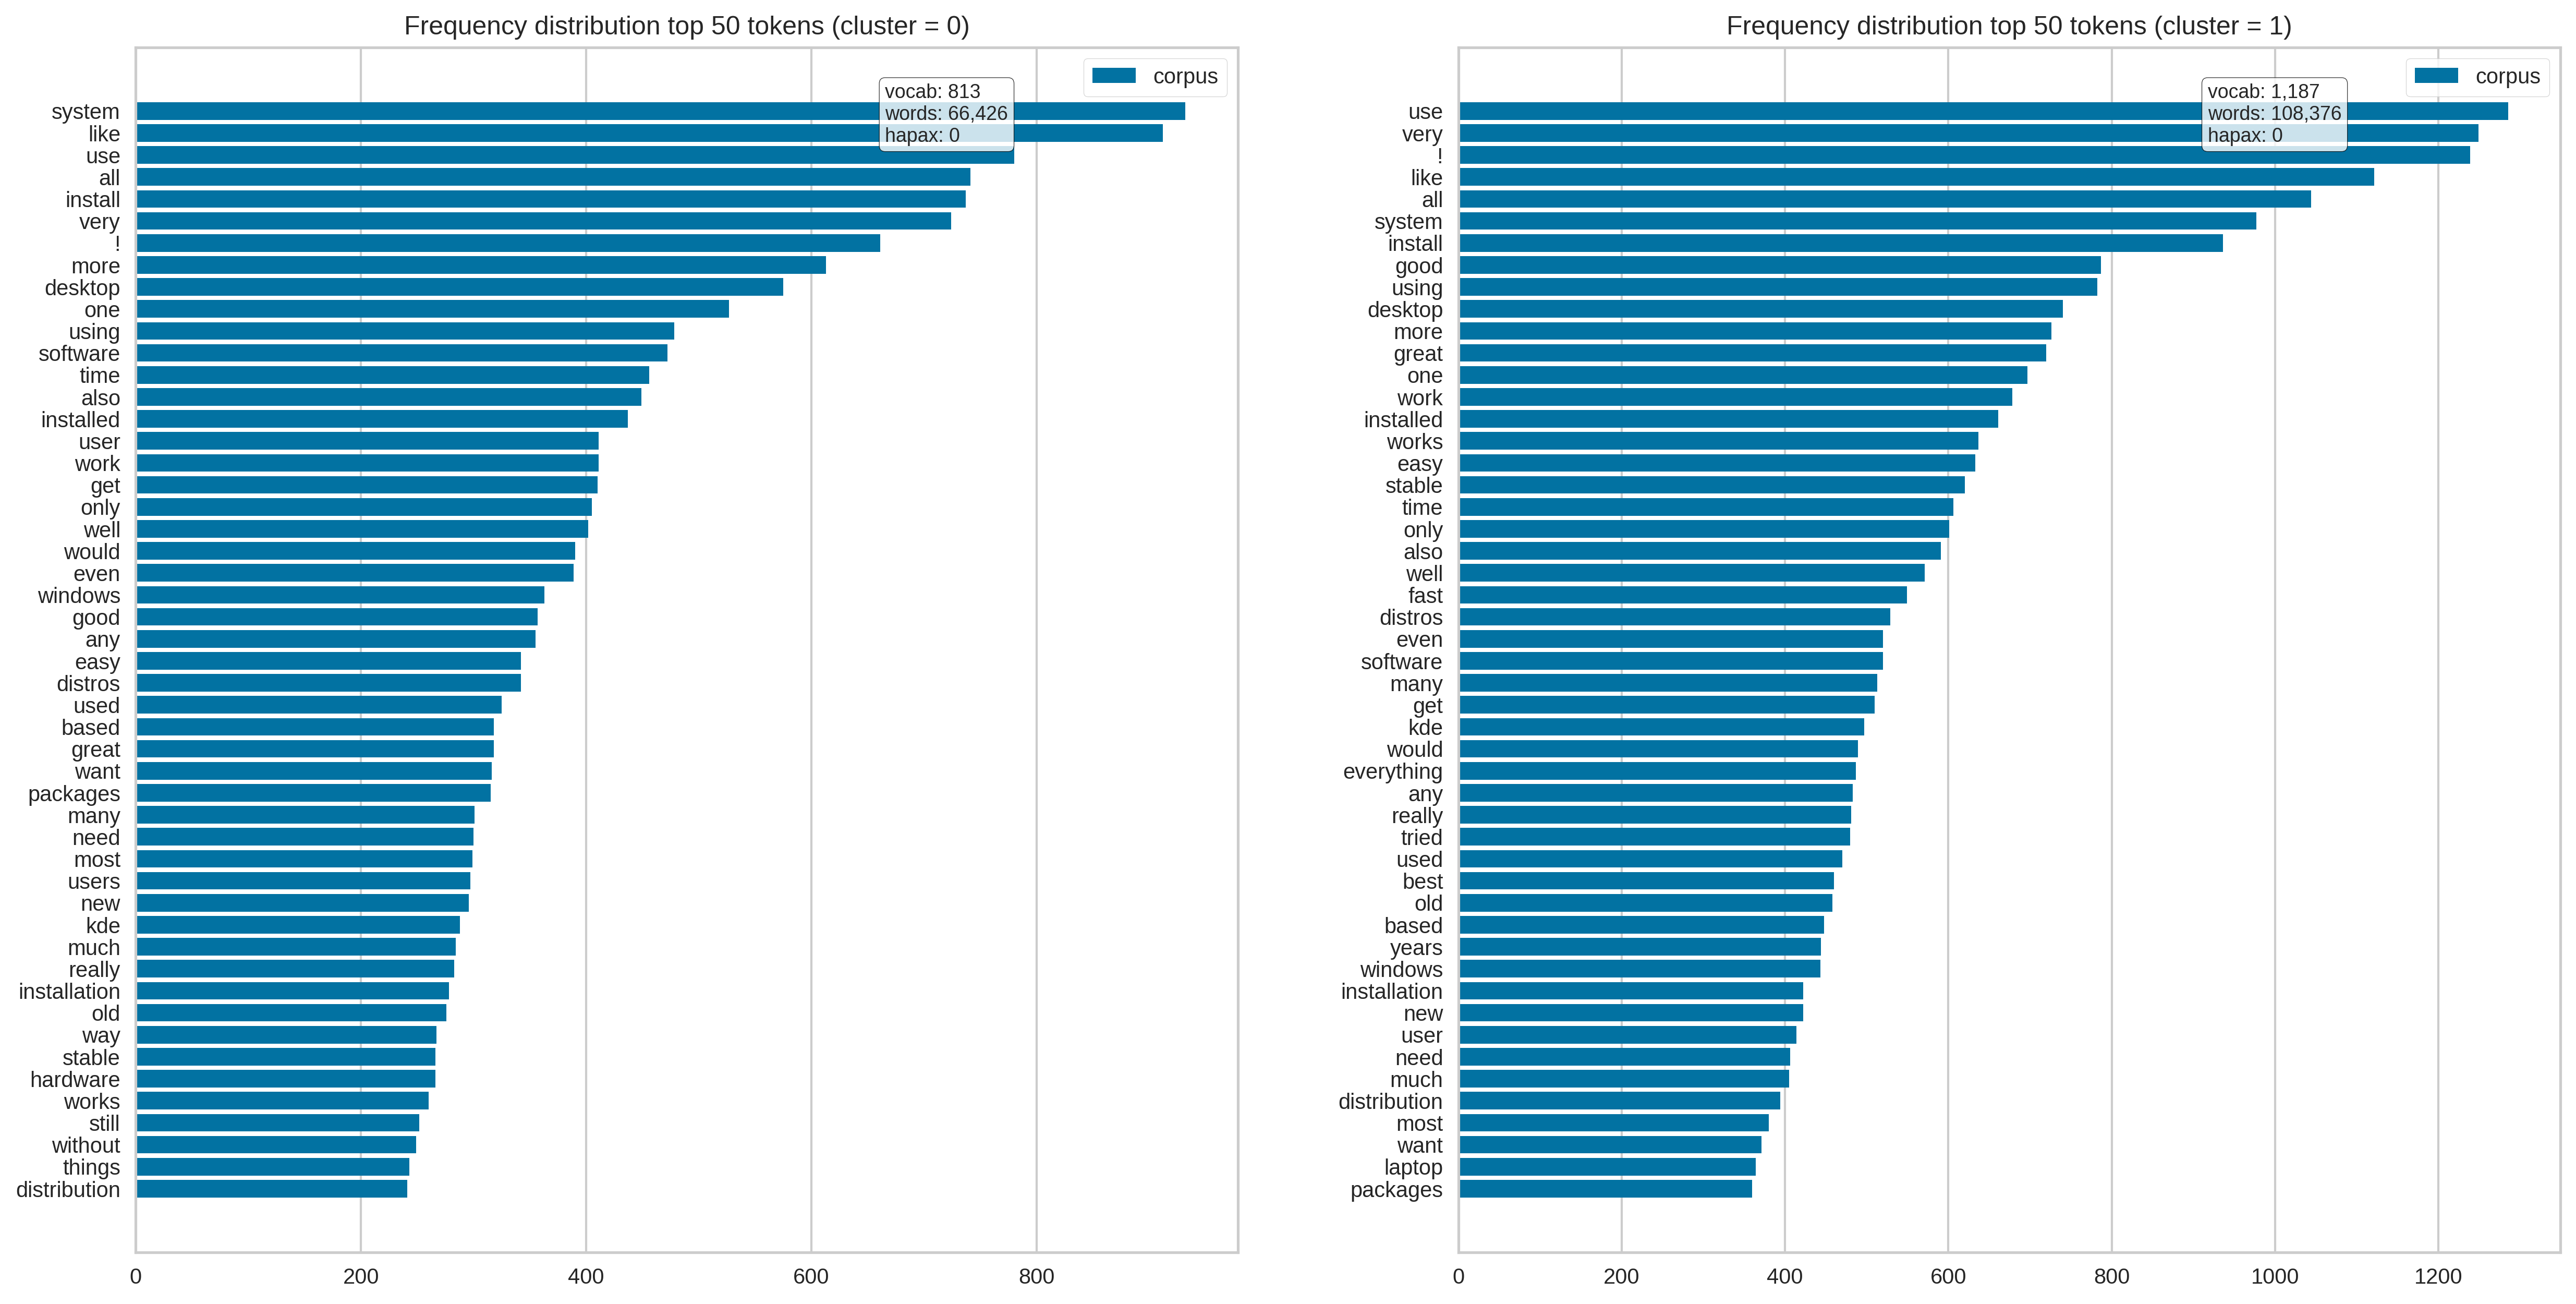 Frequency distribution top 50 tokens (cluster = 0)
corpus
vocab: 813
words: 66,426
hapax: 0
system
like
use
all
install
very
!
more
desktop
one
using
software
time
also
installed
user
work
get
only
well
would
even
windows
good
any
easy
distros
used
based
great
want
packages
many
need
most
users
new
kde
much
really
installation
old
way
stable
hardware
works
still
without
things
distribution
0 200 400 600 800
Frequency distribution top 50 tokens (cluster = 1)
corpus
vocab: 1,187
words: 108,376
hapax: 0
use
very
!
like
all
system
install
good
using
desktop
more
great
one
work
installed
works
easy
stable
time
only
also
well
fast
distros
even
software
many
get
kde
would
everything
any
really
tried
used
best
old
based
years
windows
installation
new
user
need
much
distribution
most
want
laptop
packages
0 200 400 600 800 1000 1200